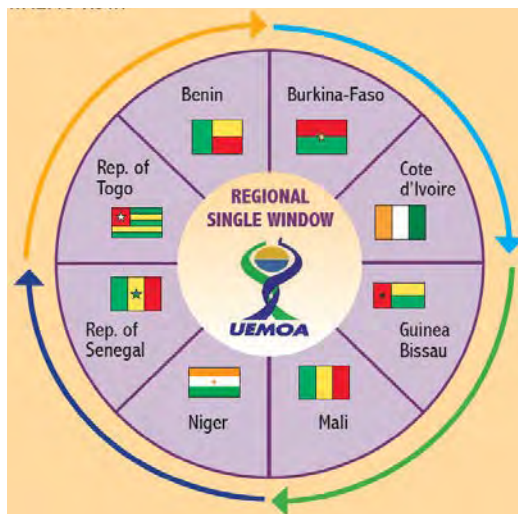 Benin
Burkina-Faso
Cote
d'Ivoire
Guinea
Bissau
Mali
Niger
Rep. of
Senegal
Rep. of
Togo
REGIONAL
SINGLE WINDOW
UEMOA